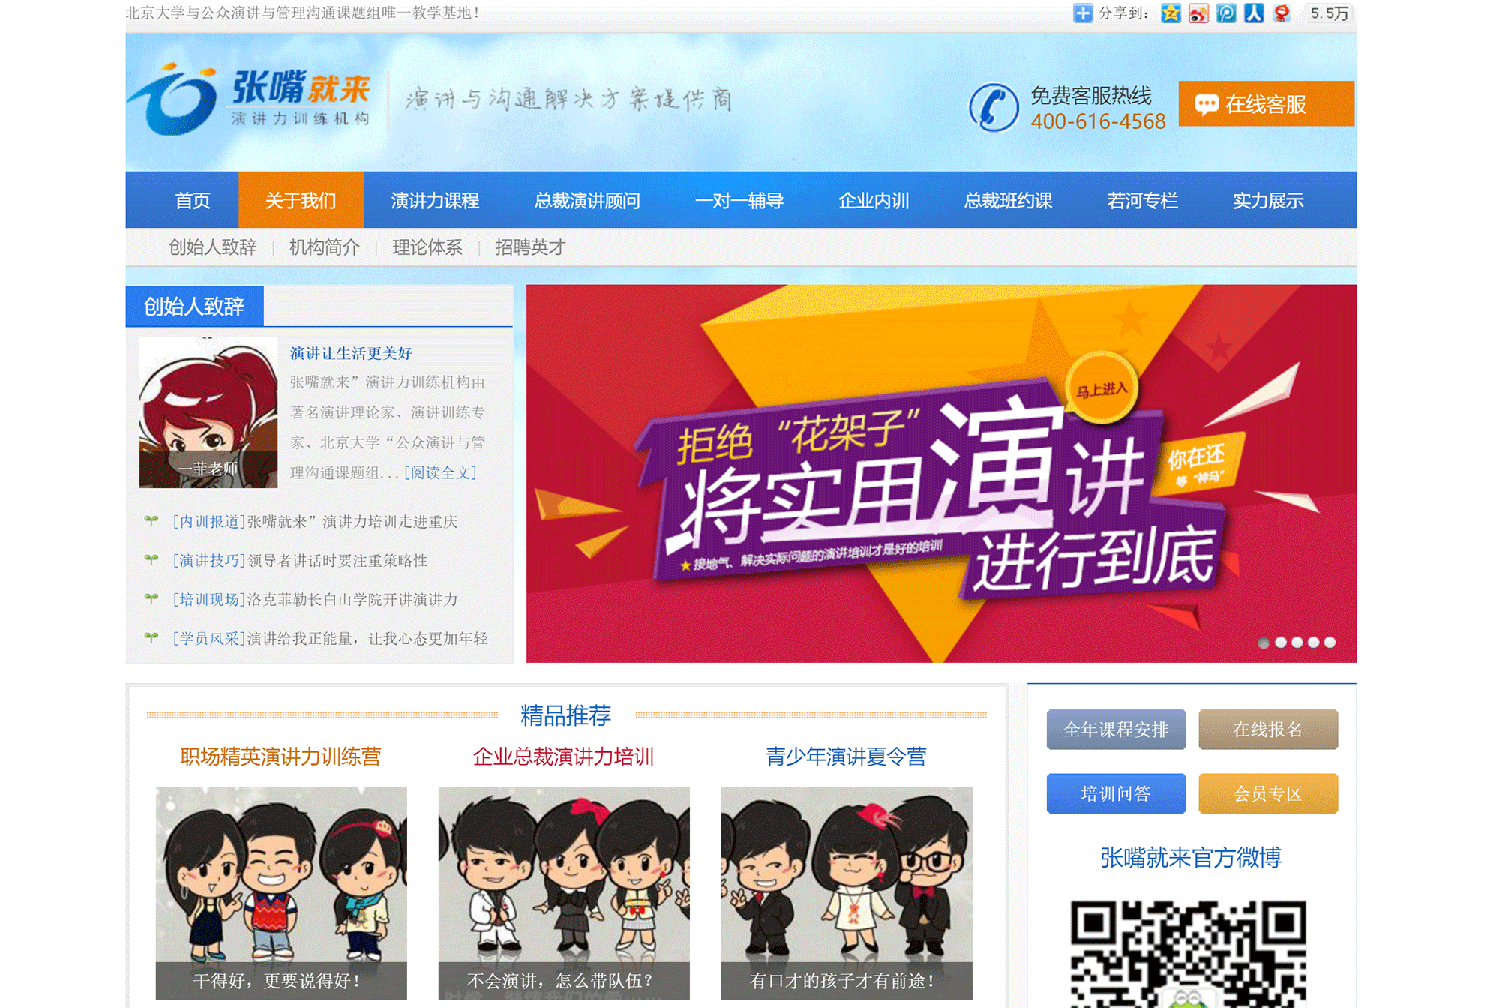 北京大学与公众演讲与管理沟通课题组唯一教学基地!
分享到: 5.5万
张嘴就来
演讲力训练机构
演讲与沟通解决方案提供商
免费客服热线
400-616-4568
在线客服
首页 关于我们 演讲力课程 总裁演讲顾问 一对一辅导 企业内训 总裁班约课 若河专栏 实力展示
创始人致辞 | 机构简介 | 理论体系 | 招聘英才
创始人致辞
演讲让生活更美好
张嘴就来”演讲力训练机构由
著名演讲理论家、演讲训练专
家、北京大学“公众演讲与管
理沟通课题组...[阅读全文]
一菲老师
[内训报道]张嘴就来”演讲力培训走进重庆
[演讲技巧]领导者讲话时要注重策略性
[培训现场]洛克菲勒长白山学院开讲演讲力
[学员风采]演讲给我正能量，让我心态更加年轻
马上进入
拒绝“花架子”
将实用演讲
你在还
等“神马”
★接地气、解决实际问题的演讲培训才是好的培训
进行到底
精品推荐
职场精英演讲力训练营
企业总裁演讲力培训
青少年演讲夏令营
干得好，更要说得好!
不会演讲，怎么带队伍?
有口才的孩子才有前途!
全年课程安排
在线报名
培训问答
会员专区
张嘴就来官方微博